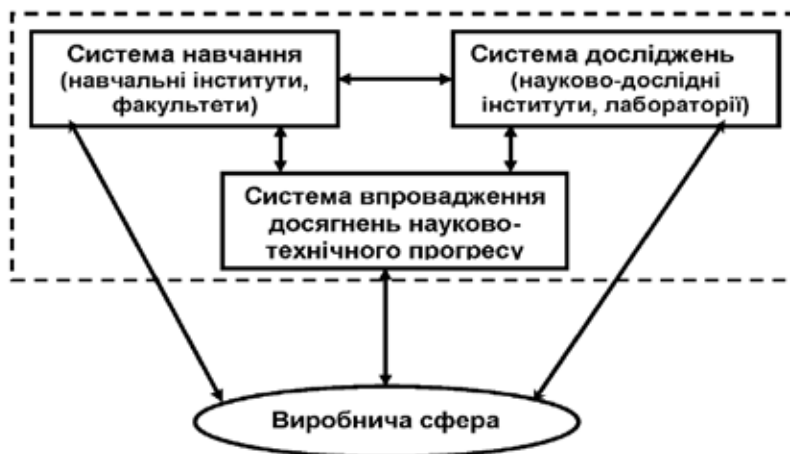 Система навчання
(навчальні інститути,
факультети)
Система досліджень
(науково-дослідні
інститути, лабораторії)
Система впровадження
досягнень науково-
технічного прогресу
Виробнича сфера